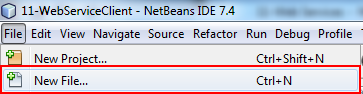 11-WebServiceClient - NetBeans IDE 7.4
File Edit View Navigate Source Refactor Run Debug Profile
New Project... Ctrl+Shift+N
New File... Ctrl+N